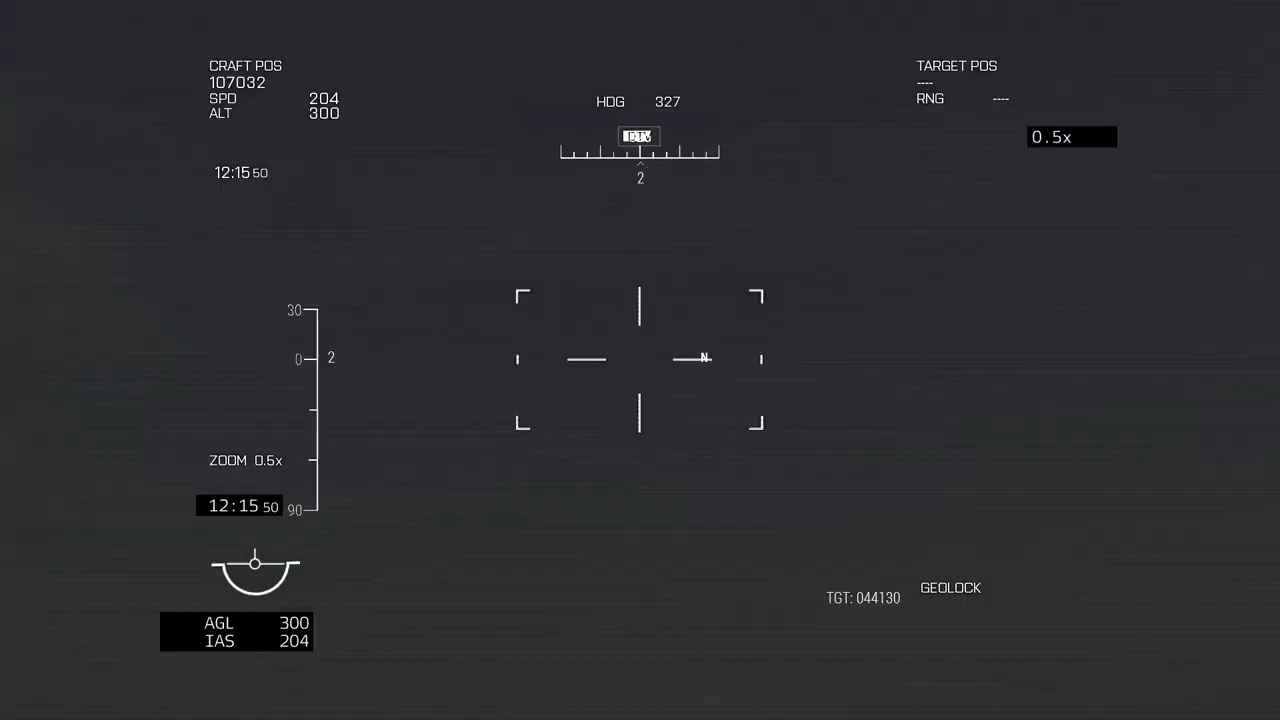 CRAFT POS
107032
SPD 204
ALT 300
HDG 327
TARGET POS
----
RNG ----
0.5x
12:15 50
2
30
0
2
N
ZOOM 0.5x
12:15 50
90
TGT: 044130
GEOLOCK
AGL 300
IAS 204